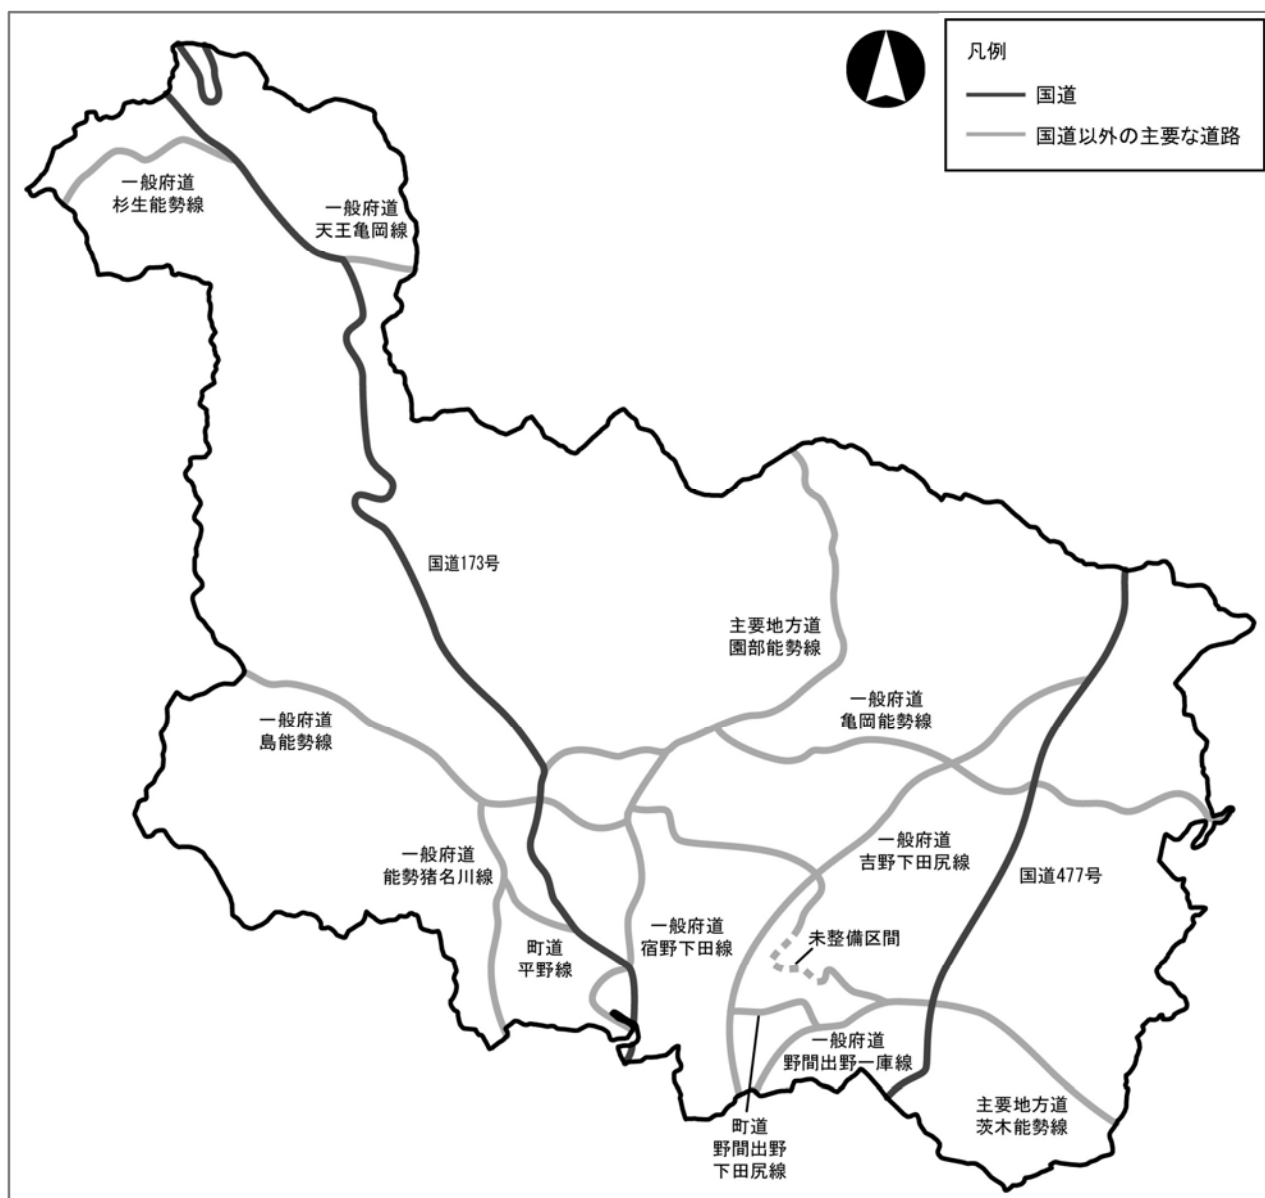 凡例
国道
国道以外の主要な道路
一般府道
杉生能勢線
一般府道
天王亀岡線
国道173号
主要地方道
園部能勢線
一般府道
亀岡能勢線
一般府道
島能勢線
一般府道
能勢猪名川線
一般府道
吉野下田尻線
国道477号
一般府道
宿野下田線
未整備区間
町道
平野線
一般府道
野間出野一庫線
主要地方道
茨木能勢線
町道
野間出野
下田尻線